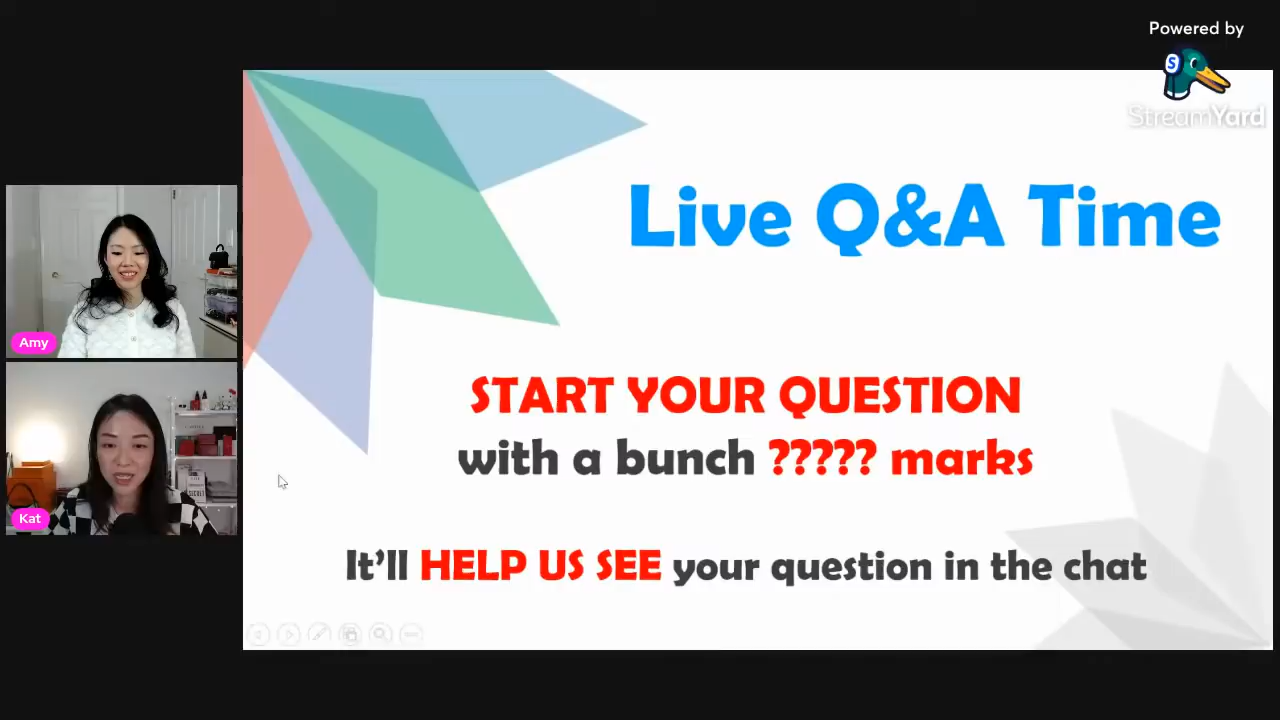 Powered by
S
StreamYard
Live Q&A Time
START YOUR QUESTION
with a bunch ????? marks
It'll HELP US SEE your question in the chat
Amy
Kat